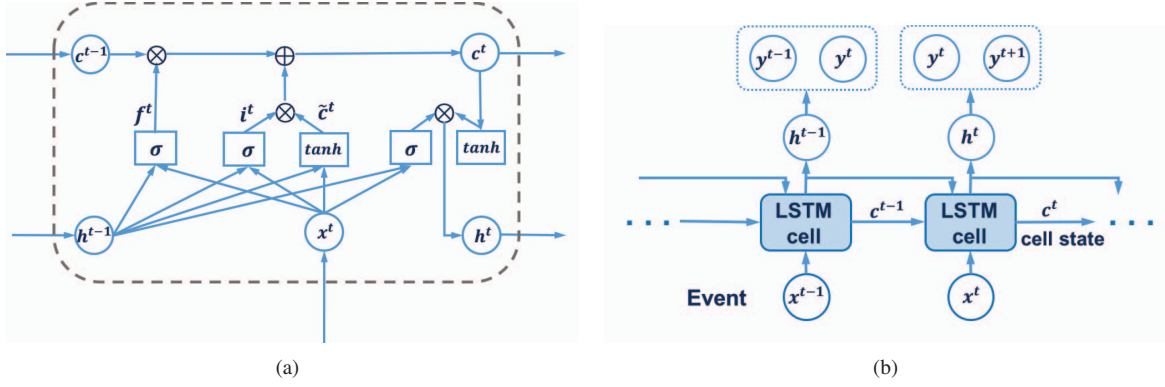 c^{t-1} ⊗ ⊕ c^t
f^t i^t ⊗ c̃^t ⊗
σ σ tanh σ tanh
h^{t-1} x^t h^t
(a)
y^{t-1} y^t y^t y^{t+1}
h^{t-1} h^t
. . . LSTM cell c^{t-1} LSTM cell c^t . . .
cell state
Event x^{t-1} x^t
(b)